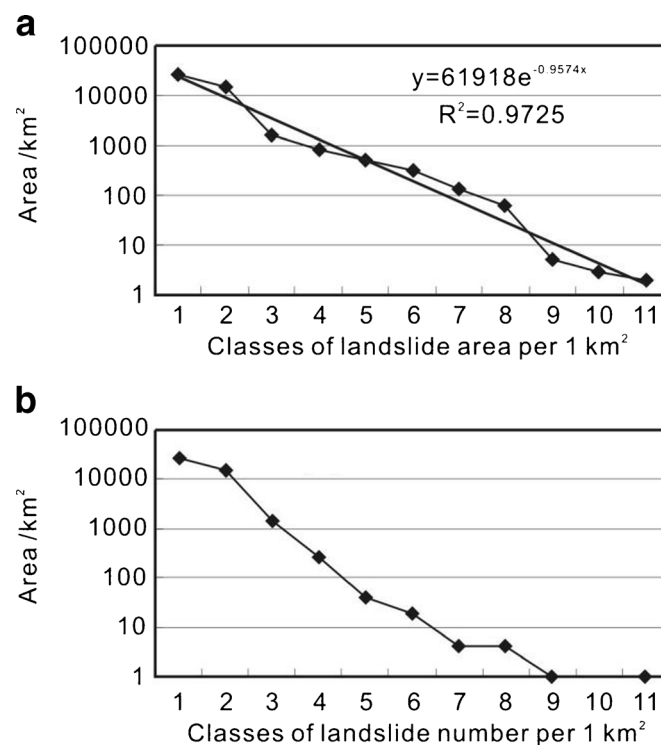 a
100000
10000
1000
100
10
1
Area /km²
y=61918e^-0.9574x
R²=0.9725
1 2 3 4 5 6 7 8 9 10 11
Classes of landslide area per 1 km²
b
100000
10000
1000
100
10
1
Area /km²
1 2 3 4 5 6 7 8 9 10 11
Classes of landslide number per 1 km²